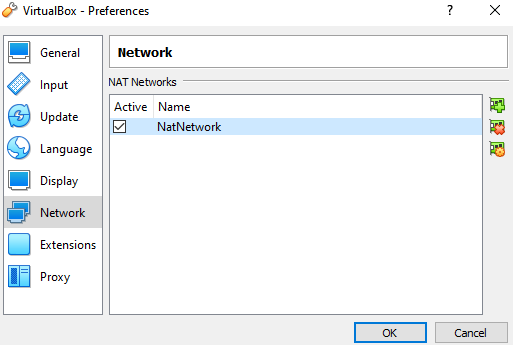 VirtualBox - Preferences ?
General
Input
Update
Language
Display
Network
Extensions
Proxy
Network
NAT Networks
Active Name
NatNetwork
OK Cancel